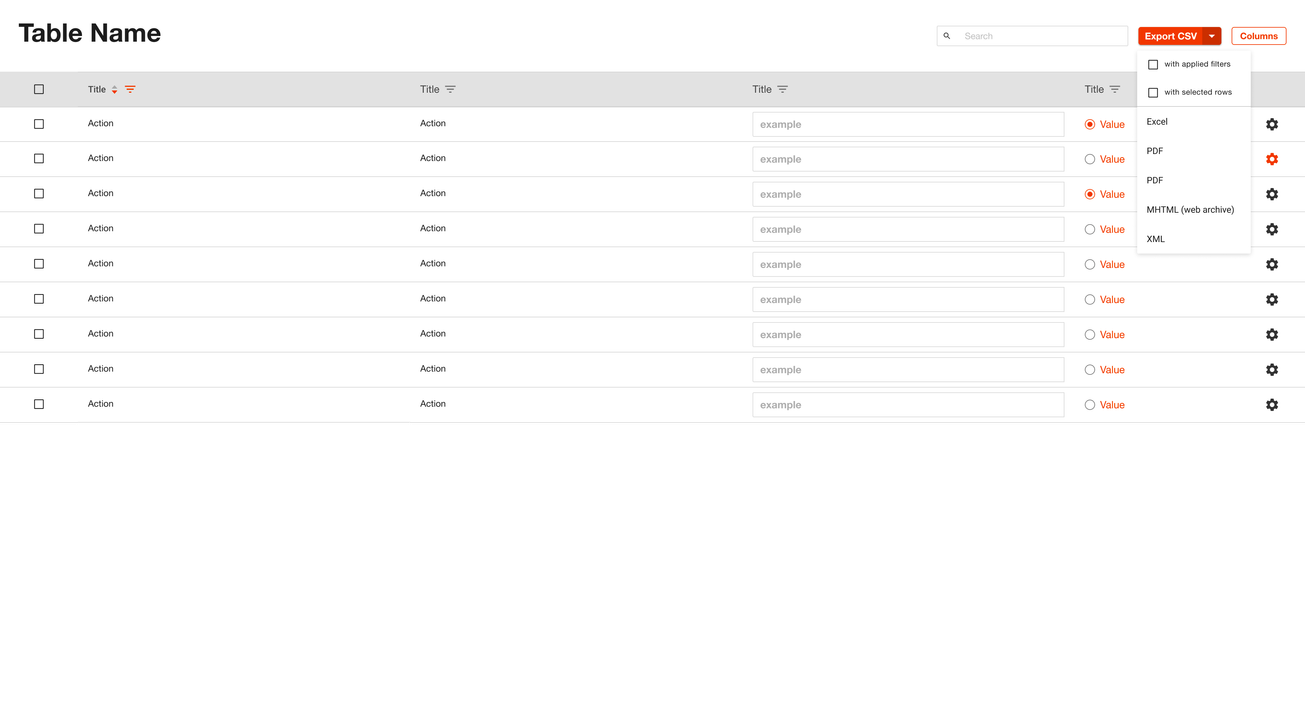 Table Name
Search
Export CSV
Columns
with applied filters
with selected rows
Excel
PDF
PDF
MHTML (web archive)
XML
Title Title Title Title
Action Action example Value
Action Action example Value
Action Action example Value
Action Action example Value
Action Action example Value
Action Action example Value
Action Action example Value
Action Action example Value
Action Action example Value